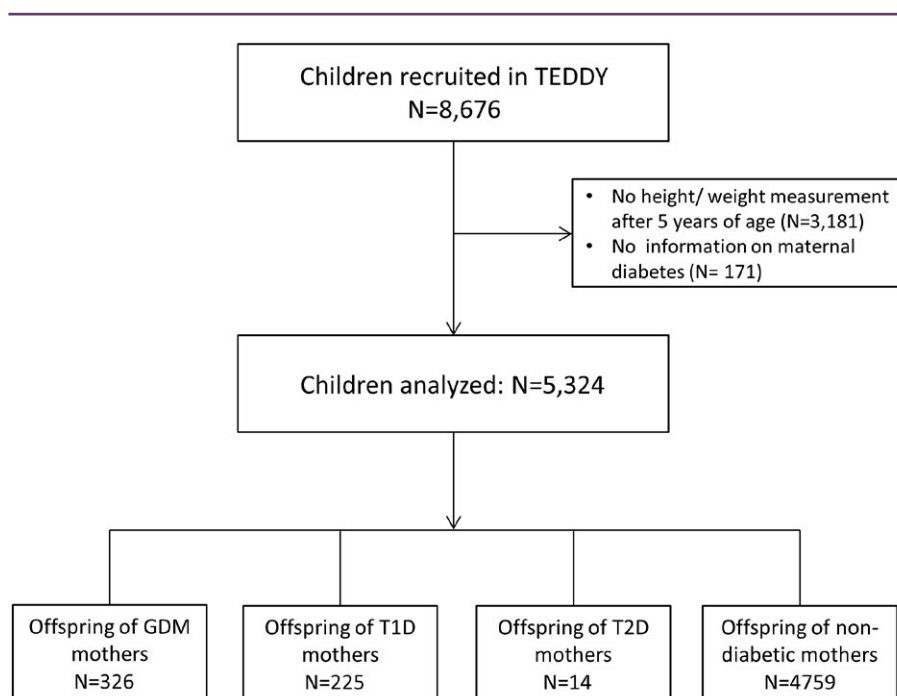 Children recruited in TEDDY
N=8,676
• No height/ weight measurement
after 5 years of age (N=3,181)
• No information on maternal
diabetes (N= 171)
Children analyzed: N=5,324
Offspring of GDM
mothers
N=326
Offspring of T1D
mothers
N=225
Offspring of T2D
mothers
N=14
Offspring of non-
diabetic mothers
N=4759